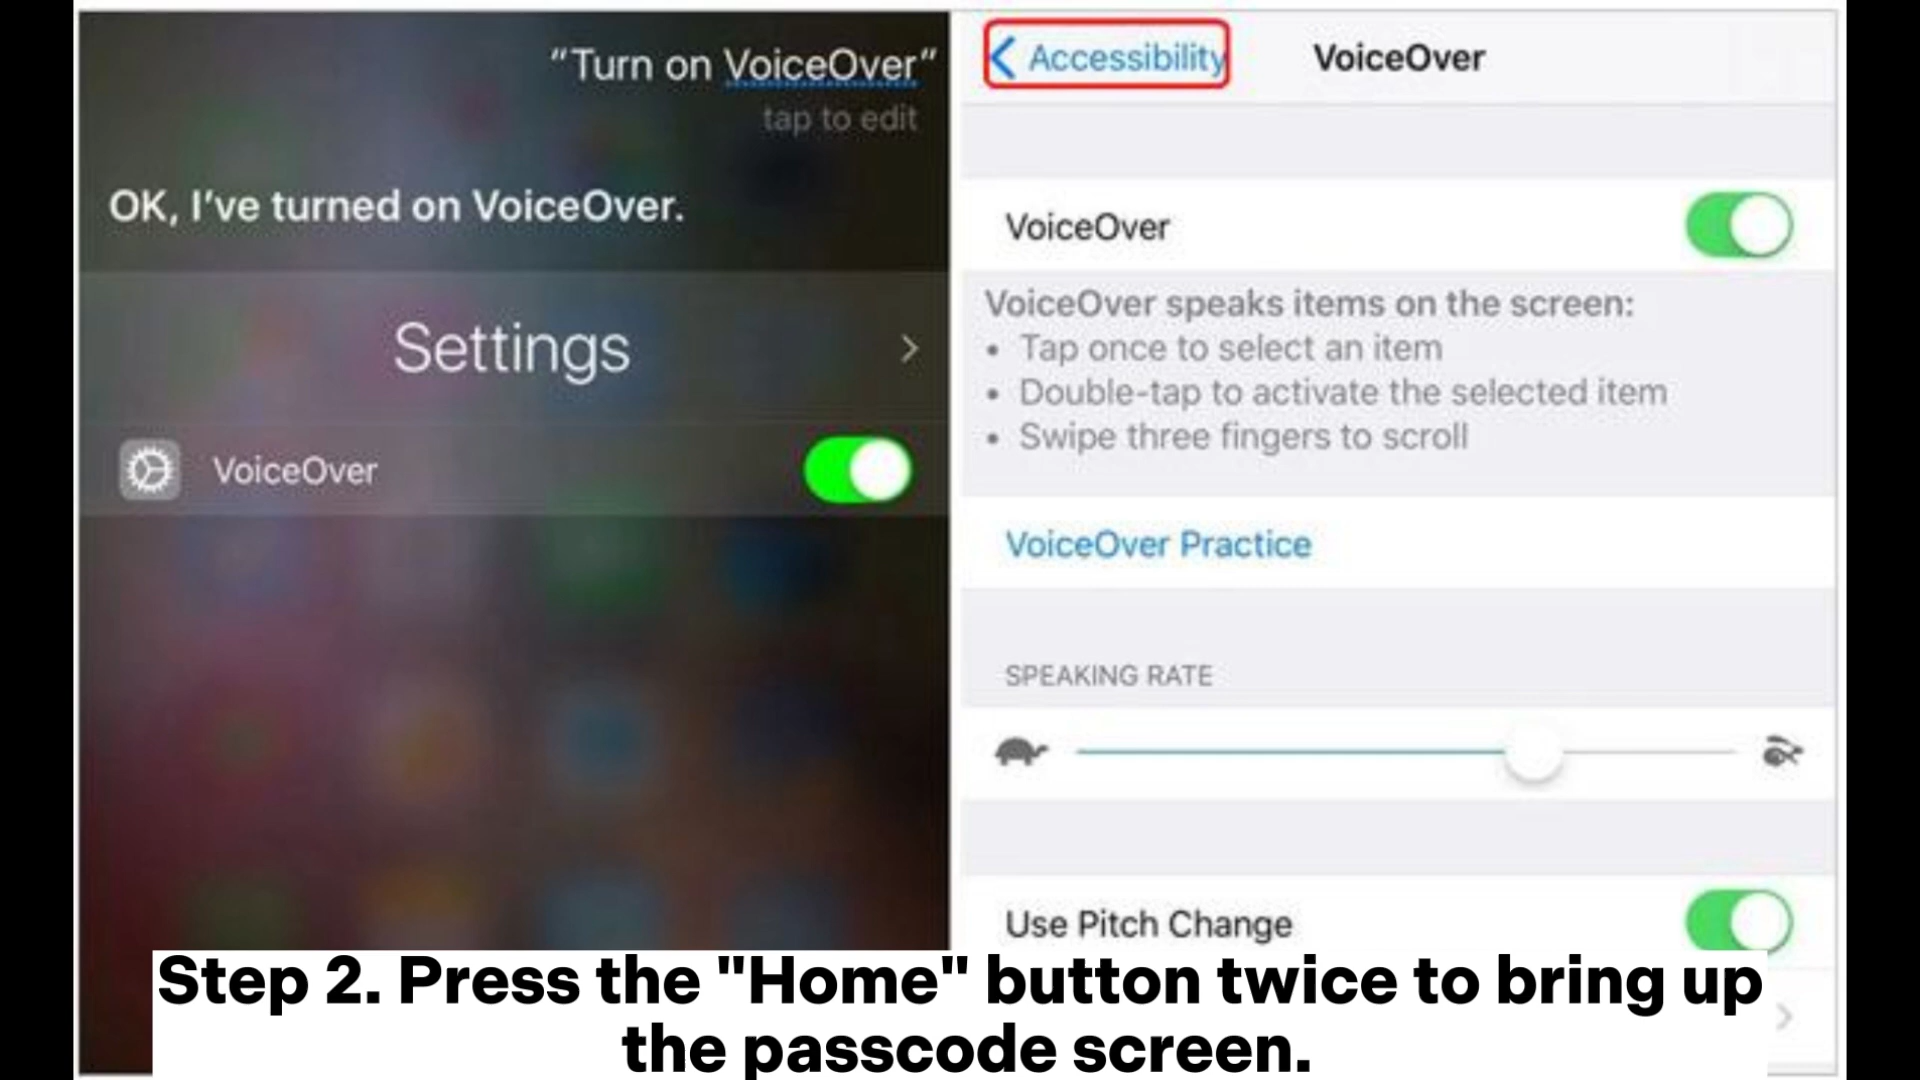 “Turn on VoiceOver”
tap to edit
OK, I’ve turned on VoiceOver.
Settings
VoiceOver
Accessibility
VoiceOver
VoiceOver
VoiceOver speaks items on the screen:
• Tap once to select an item
• Double-tap to activate the selected item
• Swipe three fingers to scroll
VoiceOver Practice
SPEAKING RATE
Use Pitch Change
Step 2. Press the "Home" button twice to bring up
the passcode screen.